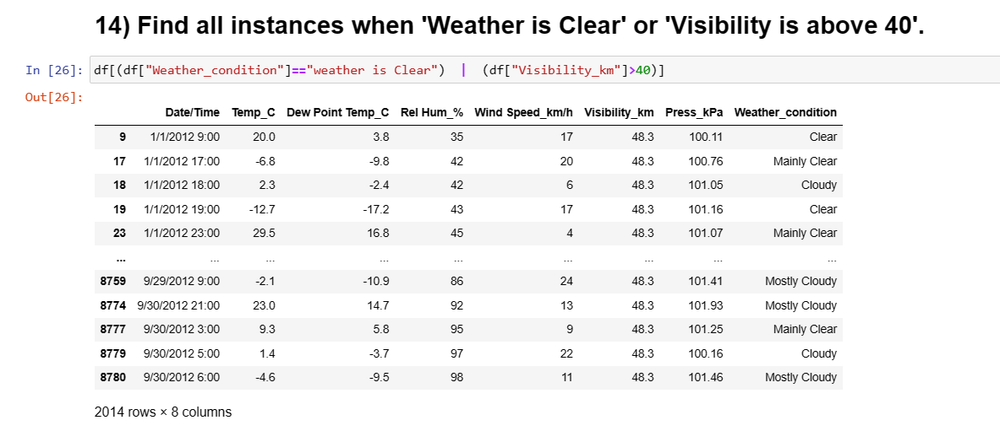 14) Find all instances when 'Weather is Clear' or 'Visibility is above 40'.
In [26]: df[(df["Weather_condition"]=="weather is Clear") | (df["Visibility_km"]>40)]
Out[26]:
Date/Time Temp_C Dew Point Temp_C Rel Hum_% Wind Speed_km/h Visibility_km Press_kPa Weather_condition
9 1/1/2012 9:00 20.0 3.8 35 17 48.3 100.11 Clear
17 1/1/2012 17:00 -6.8 -9.8 42 20 48.3 100.76 Mainly Clear
18 1/1/2012 18:00 2.3 -2.4 42 6 48.3 101.05 Cloudy
19 1/1/2012 19:00 -12.7 -17.2 43 17 48.3 101.16 Clear
23 1/1/2012 23:00 29.5 16.8 45 4 48.3 101.07 Mainly Clear
... ... ... ... ... ... ... ... ...
8759 9/29/2012 9:00 -2.1 -10.9 86 24 48.3 101.41 Mostly Cloudy
8774 9/30/2012 21:00 23.0 14.7 92 13 48.3 101.93 Mostly Cloudy
8777 9/30/2012 3:00 9.3 5.8 95 9 48.3 101.25 Mainly Clear
8779 9/30/2012 5:00 1.4 -3.7 97 22 48.3 100.16 Cloudy
8780 9/30/2012 6:00 -4.6 -9.5 98 11 48.3 101.46 Mostly Cloudy
2014 rows × 8 columns